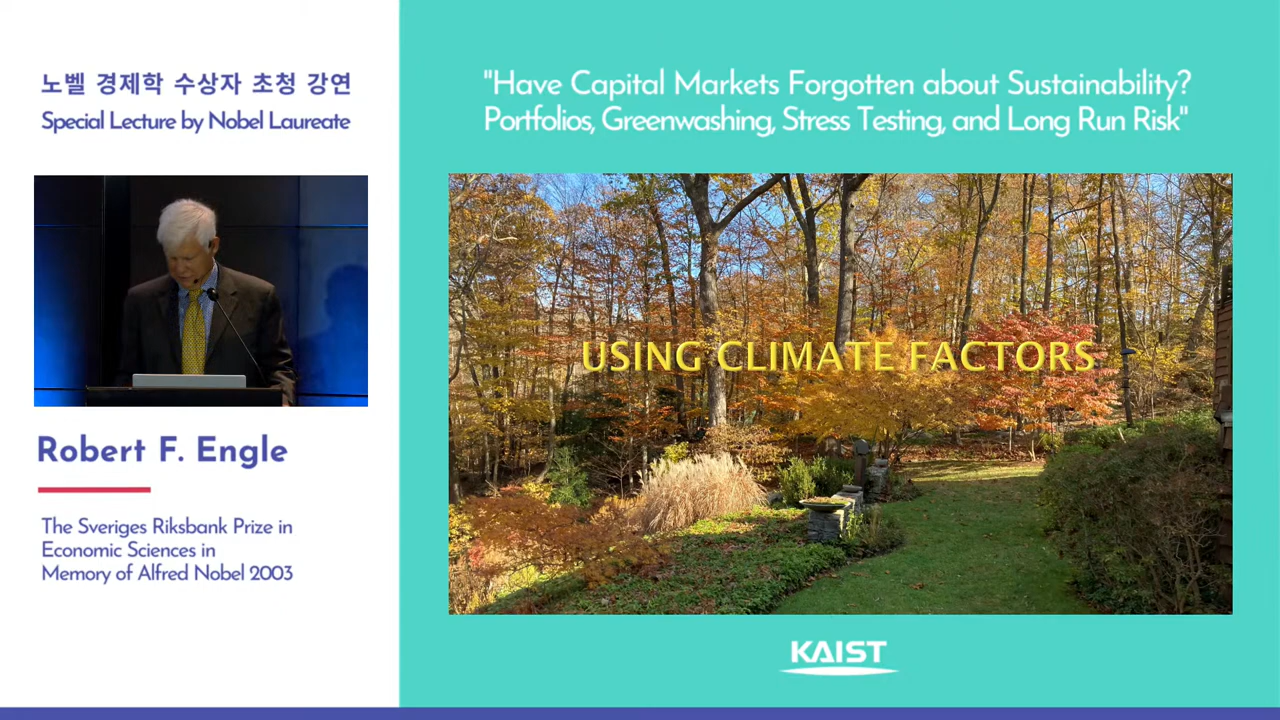 노벨 경제학 수상자 초청 강연
Special Lecture by Nobel Laureate
Robert F. Engle
The Sveriges Riksbank Prize in
Economic Sciences in
Memory of Alfred Nobel 2003
"Have Capital Markets Forgotten about Sustainability?
Portfolios, Greenwashing, Stress Testing, and Long Run Risk"
USING CLIMATE FACTORS
KAIST